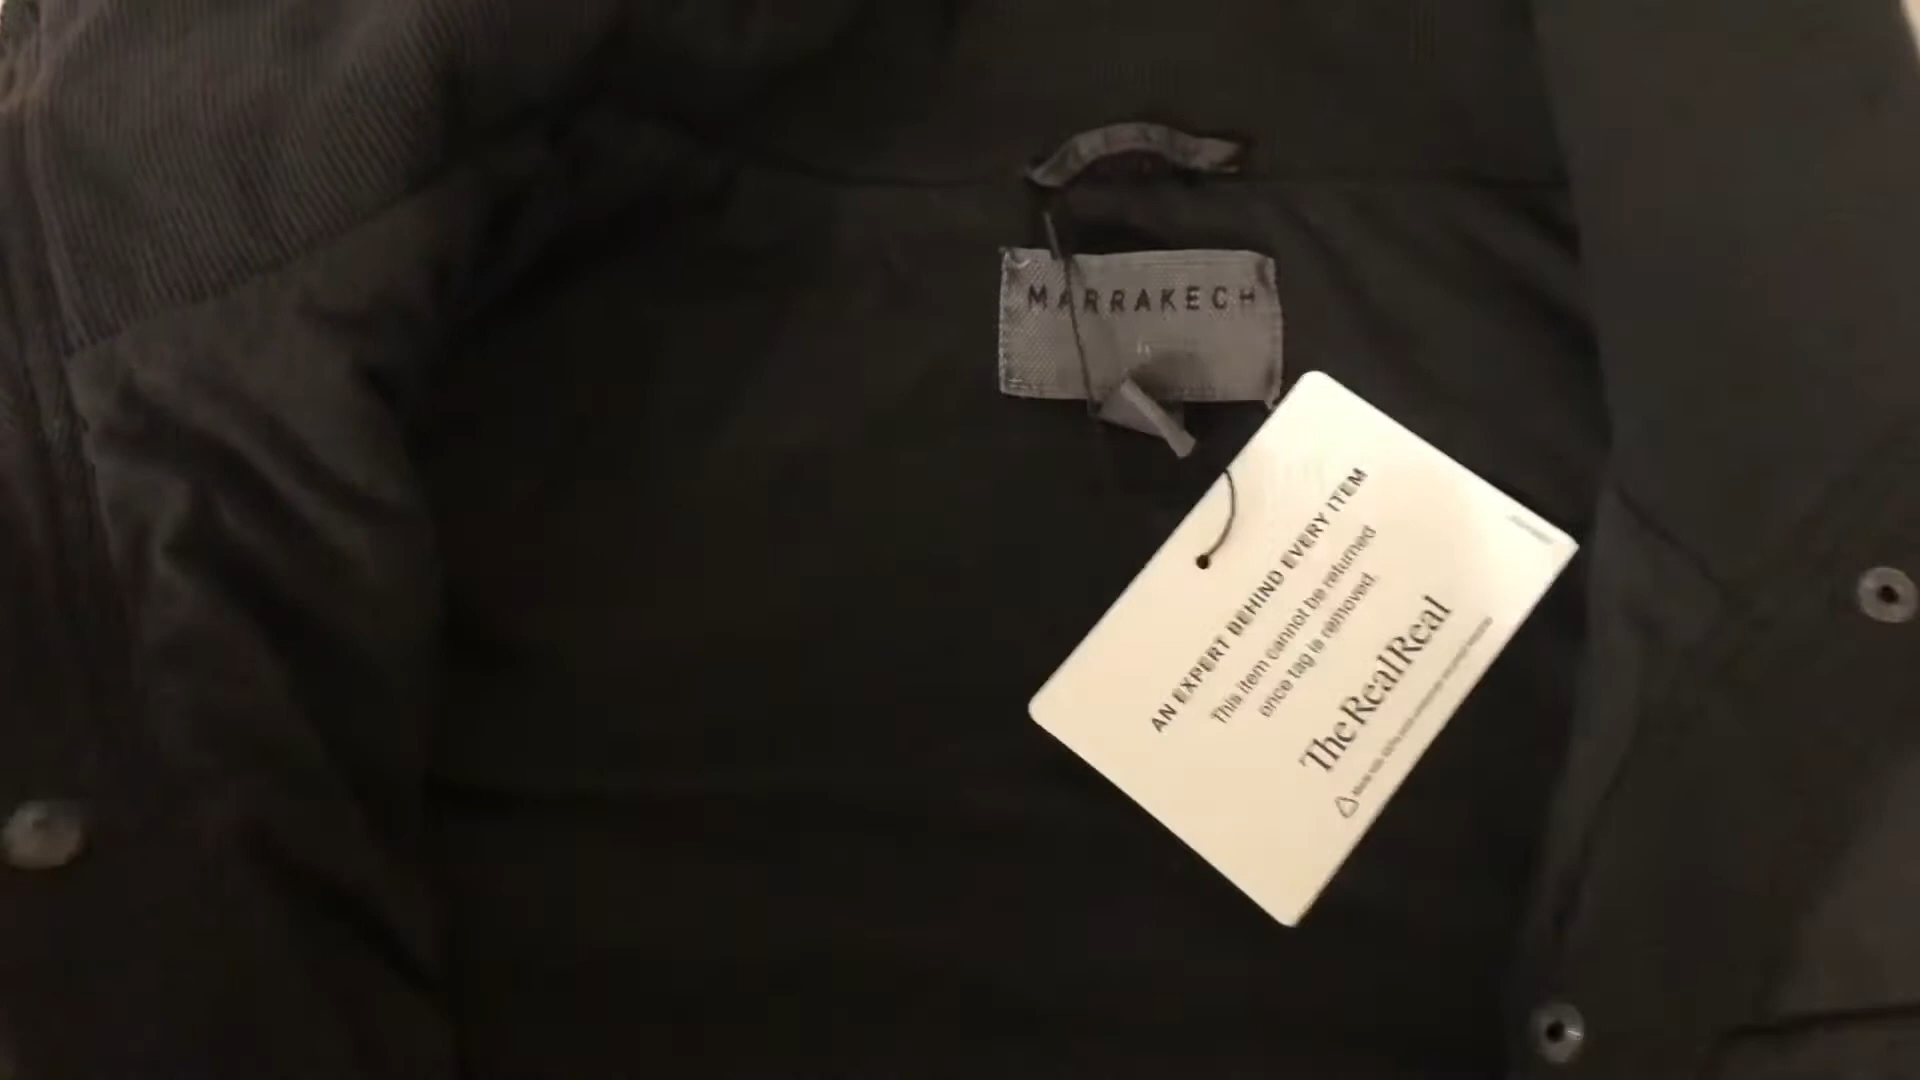 MARRAKECH
AN EXPERT BEHIND EVERY ITEM
This item cannot be returned
once tag is removed.
TheRealReal